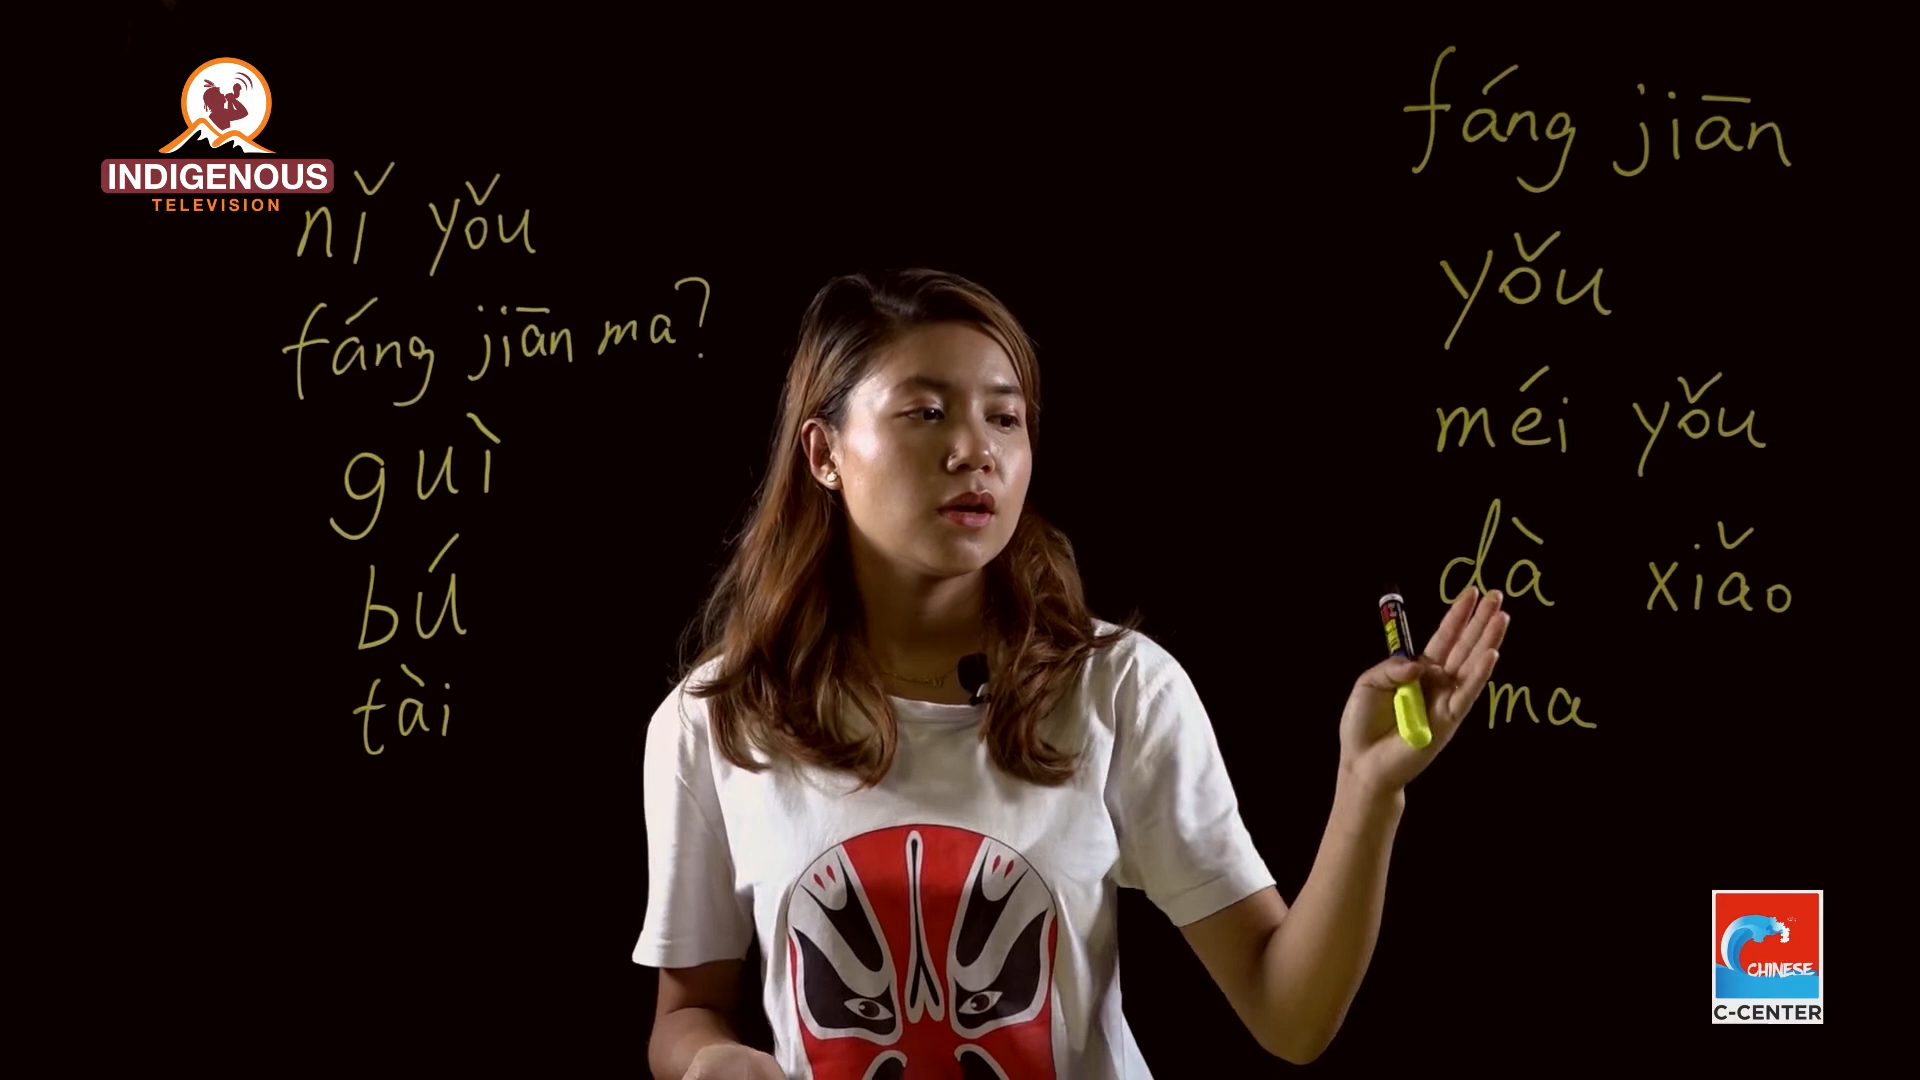 INDIGENOUS
TELEVISION
nǐ yǒu
fáng jiān ma?
guì
bú
tài
fáng jiān
yǒu
méi yǒu
dà xiǎo
ma
CHINESE
C-CENTER